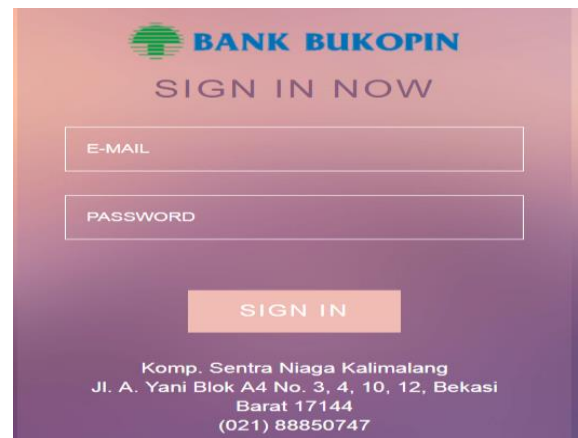 BANK BUKOPIN
SIGN IN NOW
E-MAIL
PASSWORD
SIGN IN
Komp. Sentra Niaga Kalimalang
Jl. A. Yani Blok A4 No. 3, 4, 10, 12, Bekasi
Barat 17144
(021) 88850747